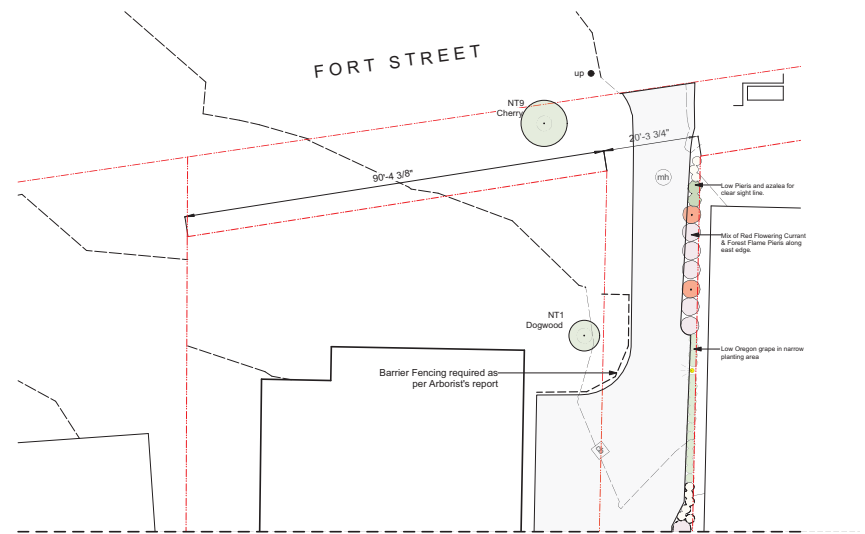 FORT STREET
up
NT9
Cherry
20'-3 3/4"
90'-4 3/8"
mh
Low Pieris and azalea for
clear sight line.
Mix of Red Flowering Currant
& Forest Flame Pieris along
east edge.
NT1
Dogwood
Low Oregon grape in narrow
planting area
Barrier Fencing required as
per Arborist's report